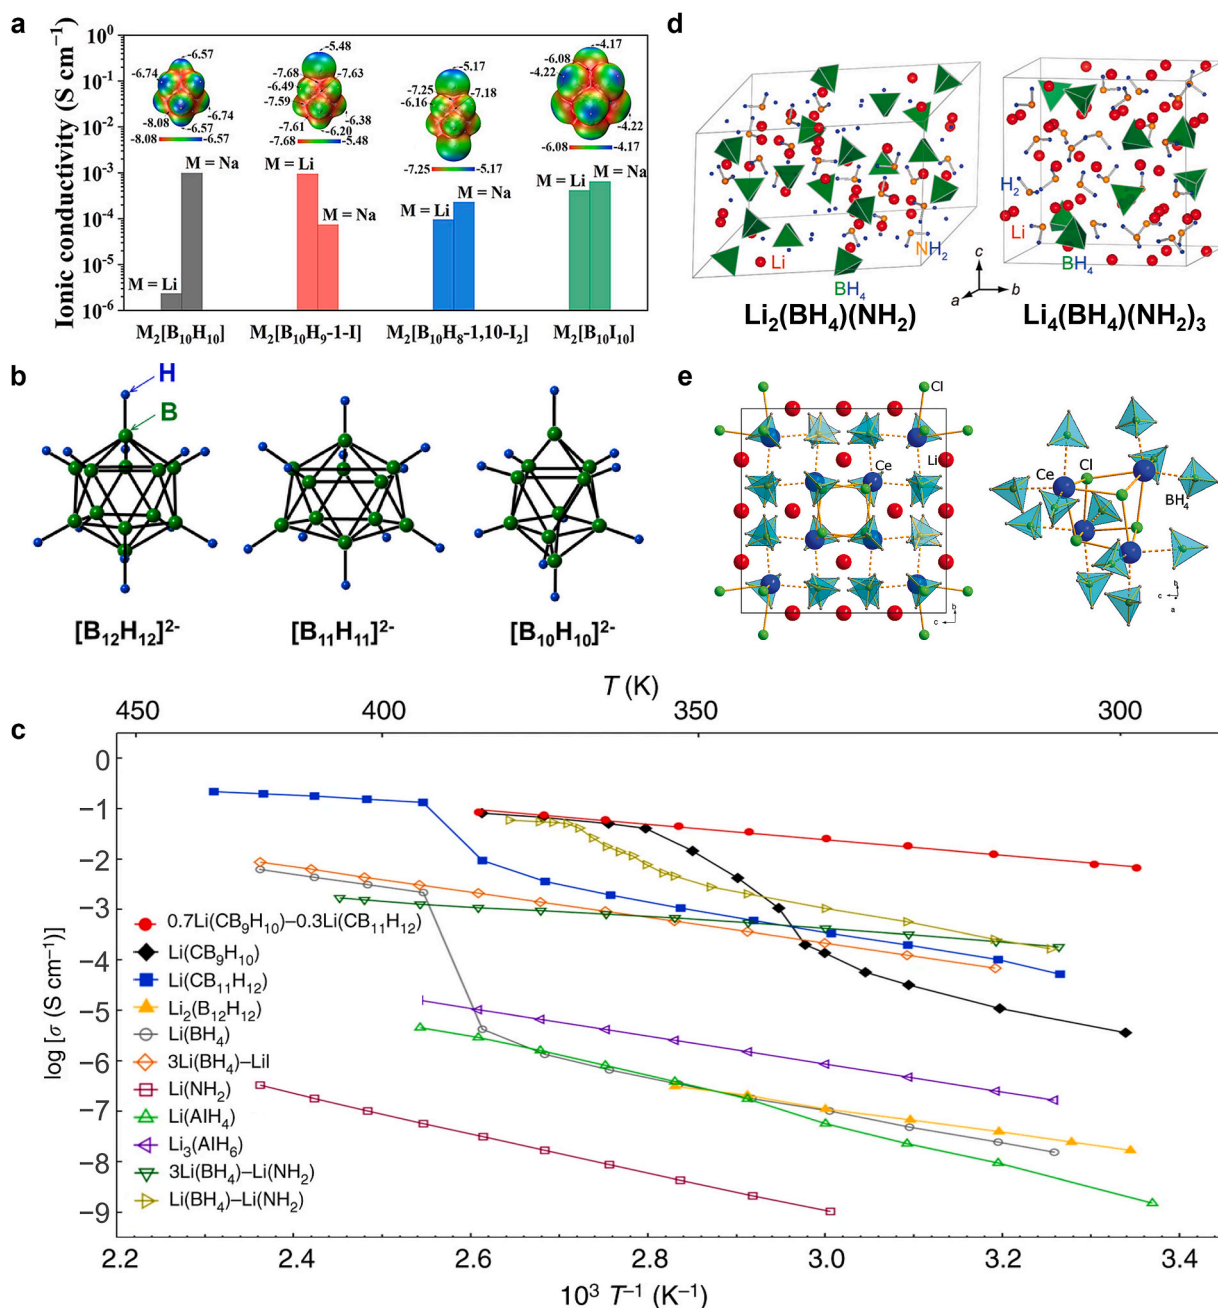 a
Ionic conductivity (S cm⁻¹)
10⁰
10⁻¹
10⁻²
10⁻³
10⁻⁴
10⁻⁵
10⁻⁶
-6.57
-6.74
-6.74
-8.08
-6.57
-8.08 -6.57
-5.48
-7.68 -7.63
-6.49
-7.59
-6.38
-7.61 -6.20
-7.68 -5.48
-5.17
-7.25
-6.16 -7.18
-7.25 -5.17
-4.17
-6.08
-4.22
-4.22
-6.08 -4.17
M = Li
M = Na
M = Li
M = Na
M = Li
M = Na
M = Li
M = Na
M₂[B₁₀H₁₀]
M₂[B₁₀H₉-1-I]
M₂[B₁₀H₈-1,10-I₂]
M₂[B₁₀I₁₀]
d
Li
BH₄
NH₂
c
a b
H₂
Li
BH₄
Li₂(BH₄)(NH₂)
Li₄(BH₄)(NH₂)₃
b
H
B
[B₁₂H₁₂]²⁻
[B₁₁H₁₁]²⁻
[B₁₀H₁₀]²⁻
e
Cl
Li
Ce
b
c
Ce
Cl
BH₄
b
c
a
c
T (K)
450 400 350 300
log [σ (S cm⁻¹)]
0
−1
−2
−3
−4
−5
−6
−7
−8
−9
0.7Li(CB₉H₁₀)–0.3Li(CB₁₁H₁₂)
Li(CB₉H₁₀)
Li(CB₁₁H₁₂)
Li₂(B₁₂H₁₂)
Li(BH₄)
3Li(BH₄)–LiI
Li(NH₂)
Li(AlH₄)
Li₃(AlH₆)
3Li(BH₄)–Li(NH₂)
Li(BH₄)–Li(NH₂)
2.2 2.4 2.6 2.8 3.0 3.2 3.4
10³ T⁻¹ (K⁻¹)